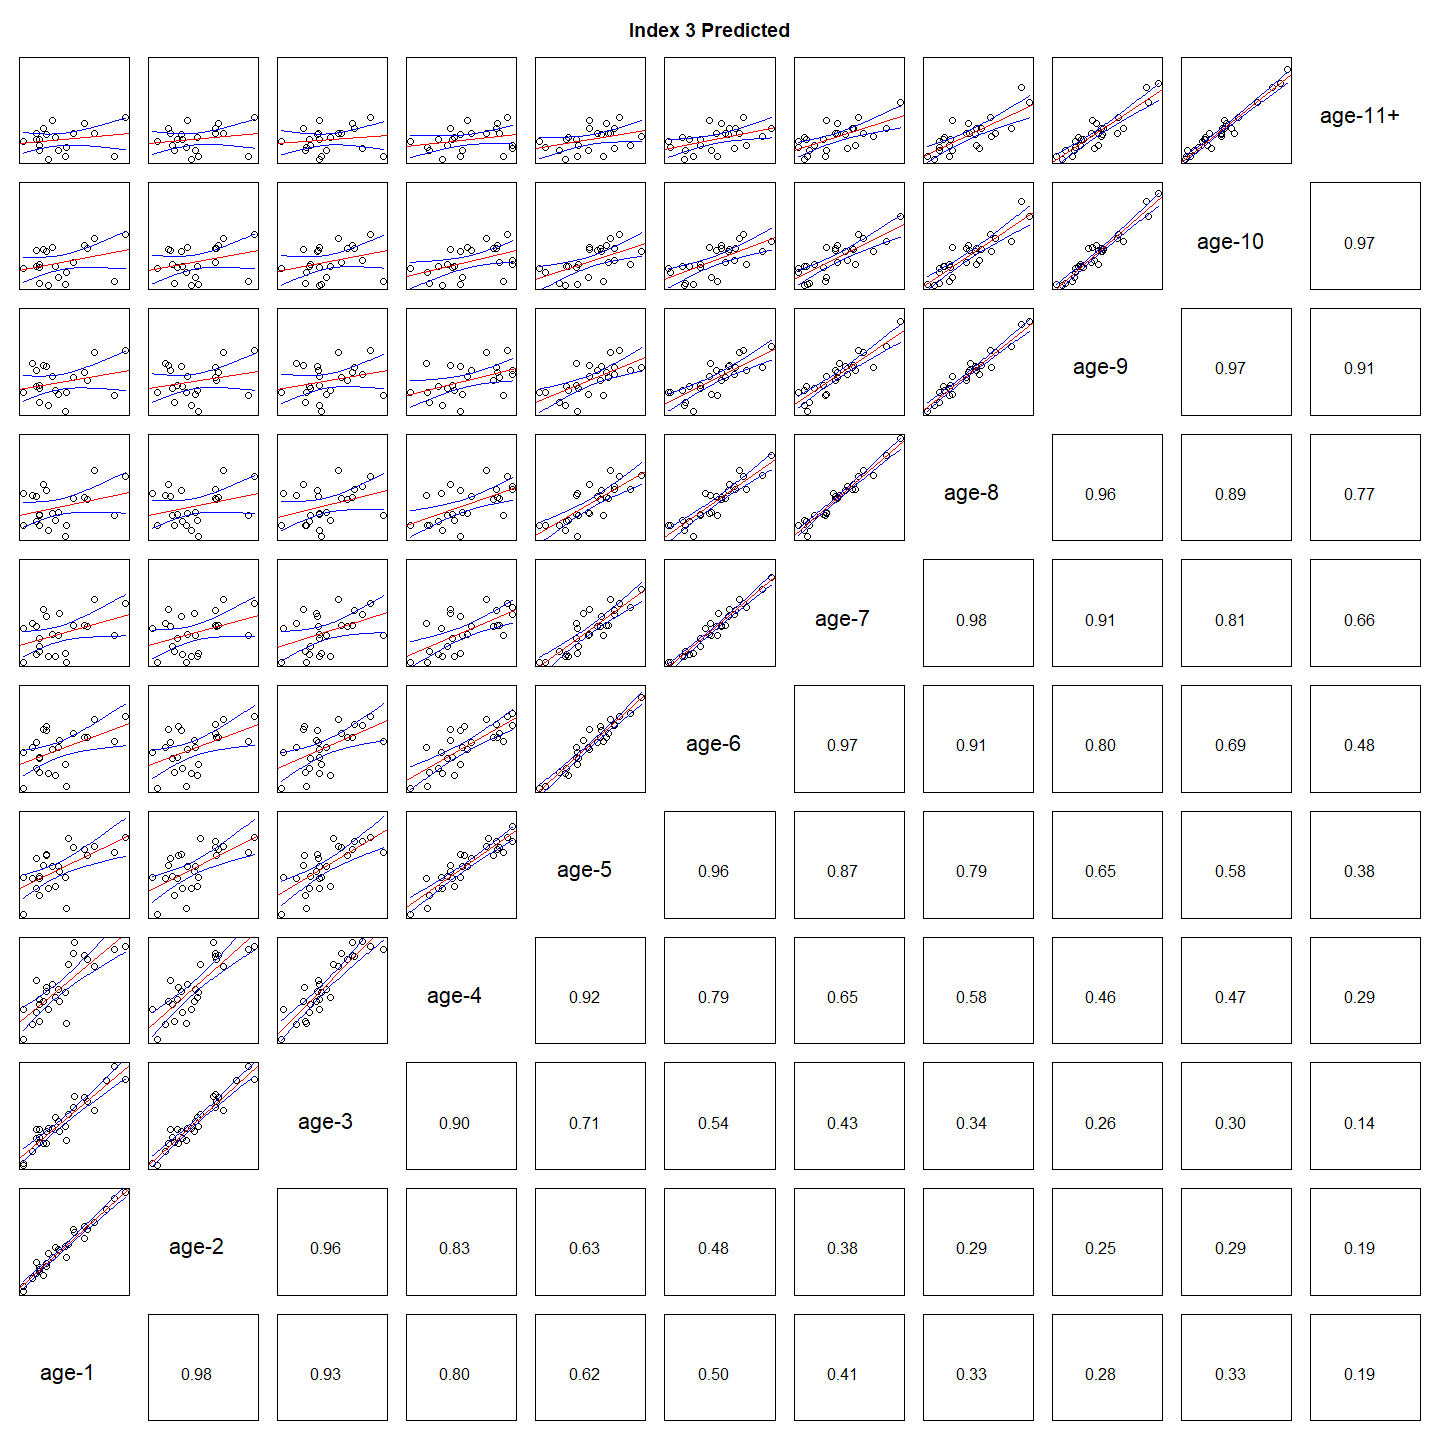 Index 3 Predicted
age-11+
age-10 0.97
age-9 0.97 0.91
age-8 0.96 0.89 0.77
age-7 0.98 0.91 0.81 0.66
age-6 0.97 0.91 0.80 0.69 0.48
age-5 0.96 0.87 0.79 0.65 0.58 0.38
age-4 0.92 0.79 0.65 0.58 0.46 0.47 0.29
age-3 0.90 0.71 0.54 0.43 0.34 0.26 0.30 0.14
age-2 0.96 0.83 0.63 0.48 0.38 0.29 0.25 0.29 0.19
age-1 0.98 0.93 0.80 0.62 0.50 0.41 0.33 0.28 0.33 0.19